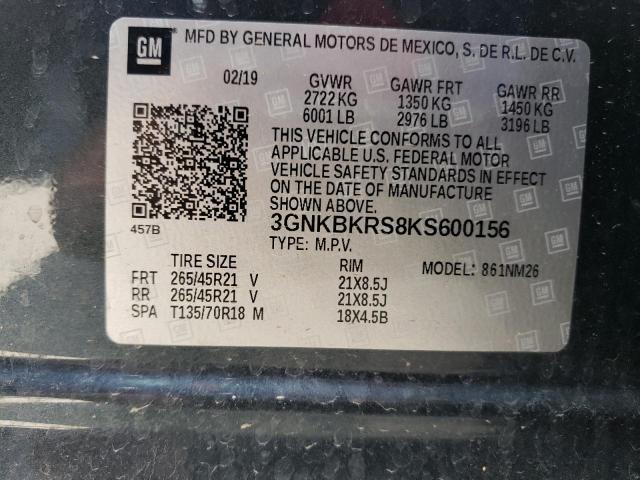 GM MFD BY GENERAL MOTORS DE MEXICO, S. DE R.L. DE C.V.
02/19 GVWR GAWR FRT GAWR RR
2722 KG 1350 KG 1450 KG
6001 LB 2976 LB 3196 LB
THIS VEHICLE CONFORMS TO ALL
APPLICABLE U.S. FEDERAL MOTOR
VEHICLE SAFETY STANDARDS IN EFFECT
ON THE DATE OF MANUFACTURE
SHOWN ABOVE.
457B 3GNKBKRS8KS600156
TYPE: M.P.V.
TIRE SIZE RIM MODEL: 861NM26
FRT 265/45R21 V 21X8.5J
RR 265/45R21 V 21X8.5J
SPA T135/70R18 M 18X4.5B